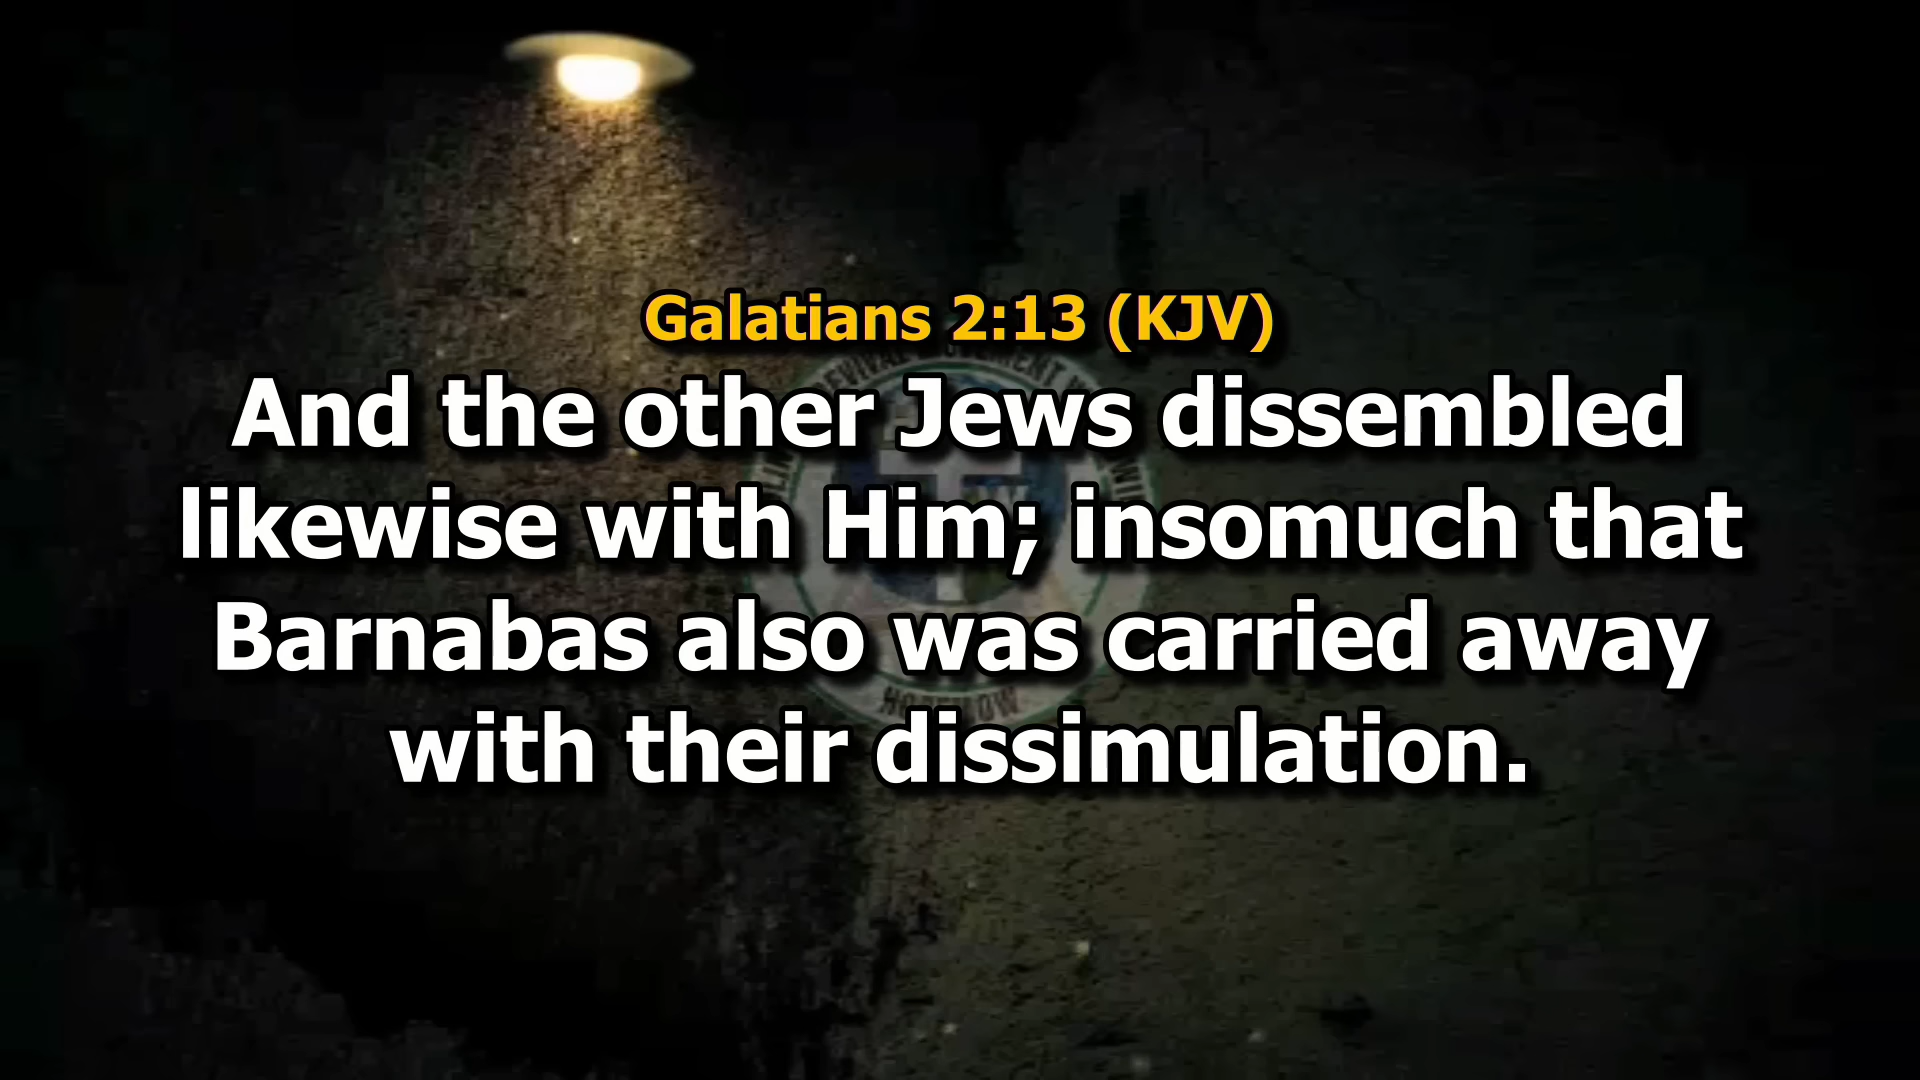 Galatians 2:13 (KJV)
And the other Jews dissembled
likewise with Him; insomuch that
Barnabas also was carried away
with their dissimulation.